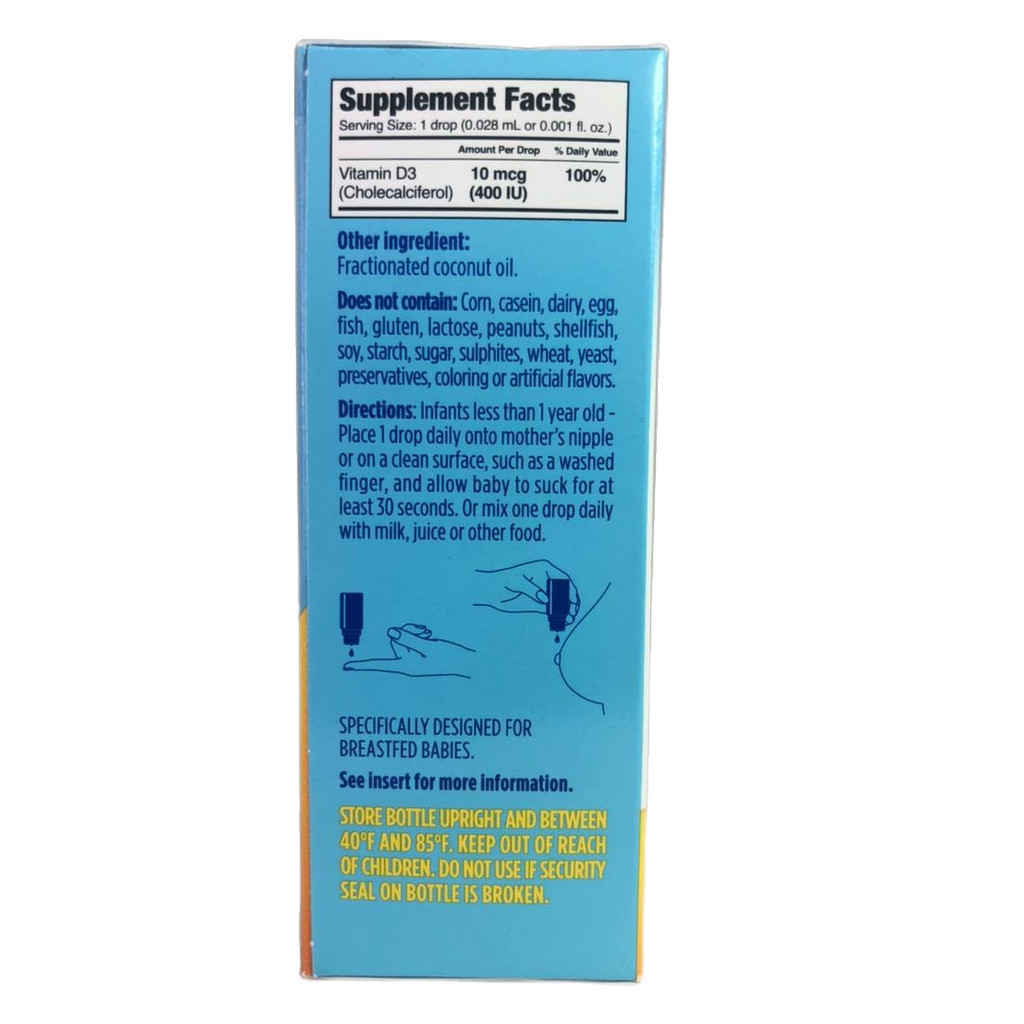 Supplement Facts
Serving Size: 1 drop (0.028 mL or 0.001 fl. oz.)
Amount Per Drop % Daily Value
Vitamin D3 10 mcg 100%
(Cholecalciferol) (400 IU)
Other ingredient:
Fractionated coconut oil.
Does not contain: Corn, casein, dairy, egg,
fish, gluten, lactose, peanuts, shellfish,
soy, starch, sugar, sulphites, wheat, yeast,
preservatives, coloring or artificial flavors.
Directions: Infants less than 1 year old -
Place 1 drop daily onto mother's nipple
or on a clean surface, such as a washed
finger, and allow baby to suck for at
least 30 seconds. Or mix one drop daily
with milk, juice or other food.
SPECIFICALLY DESIGNED FOR
BREASTFED BABIES.
See insert for more information.
STORE BOTTLE UPRIGHT AND BETWEEN
40°F AND 85°F. KEEP OUT OF REACH
OF CHILDREN. DO NOT USE IF SECURITY
SEAL ON BOTTLE IS BROKEN.